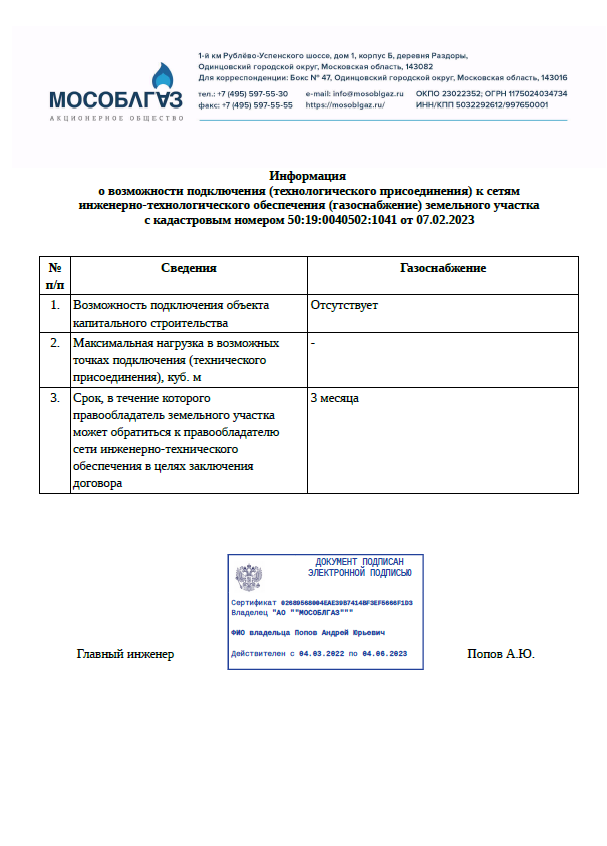 1-й км Рублёво-Успенского шоссе, дом 1, корпус Б, деревня Раздоры,
Одинцовский городской округ, Московская область, 143082
Для корреспонденции: Бокс № 47, Одинцовский городской округ, Московская область, 143016
МОСОБЛГАЗ
АКЦИОНЕРНОЕ ОБЩЕСТВО
тел.: +7 (495) 597-55-30 e-mail: info@mosoblgaz.ru ОКПО 23022352; ОГРН 1175024034734
факс: +7 (495) 597-55-55 https://mosoblgaz.ru/ ИНН/КПП 5032292612/997650001
Информация
о возможности подключения (технологического присоединения) к сетям
инженерно-технологического обеспечения (газоснабжение) земельного участка
с кадастровым номером 50:19:0040502:1041 от 07.02.2023
№ Сведения Газоснабжение
п/п
1. Возможность подключения объекта Отсутствует
капитального строительства
2. Максимальная нагрузка в возможных -
точках подключения (технического
присоединения), куб. м
3. Срок, в течение которого 3 месяца
правообладатель земельного участка
может обратиться к правообладателю
сети инженерно-технического
обеспечения в целях заключения
договора
ДОКУМЕНТ ПОДПИСАН
ЭЛЕКТРОННОЙ ПОДПИСЬЮ
Сертификат 02689568004EAE39B7414BF3EF5666F1D3
Владелец "АО ""МОСОБЛГАЗ"""
ФИО владельца Попов Андрей Юрьевич
Действителен с 04.03.2022 по 04.06.2023
Главный инженер Попов А.Ю.